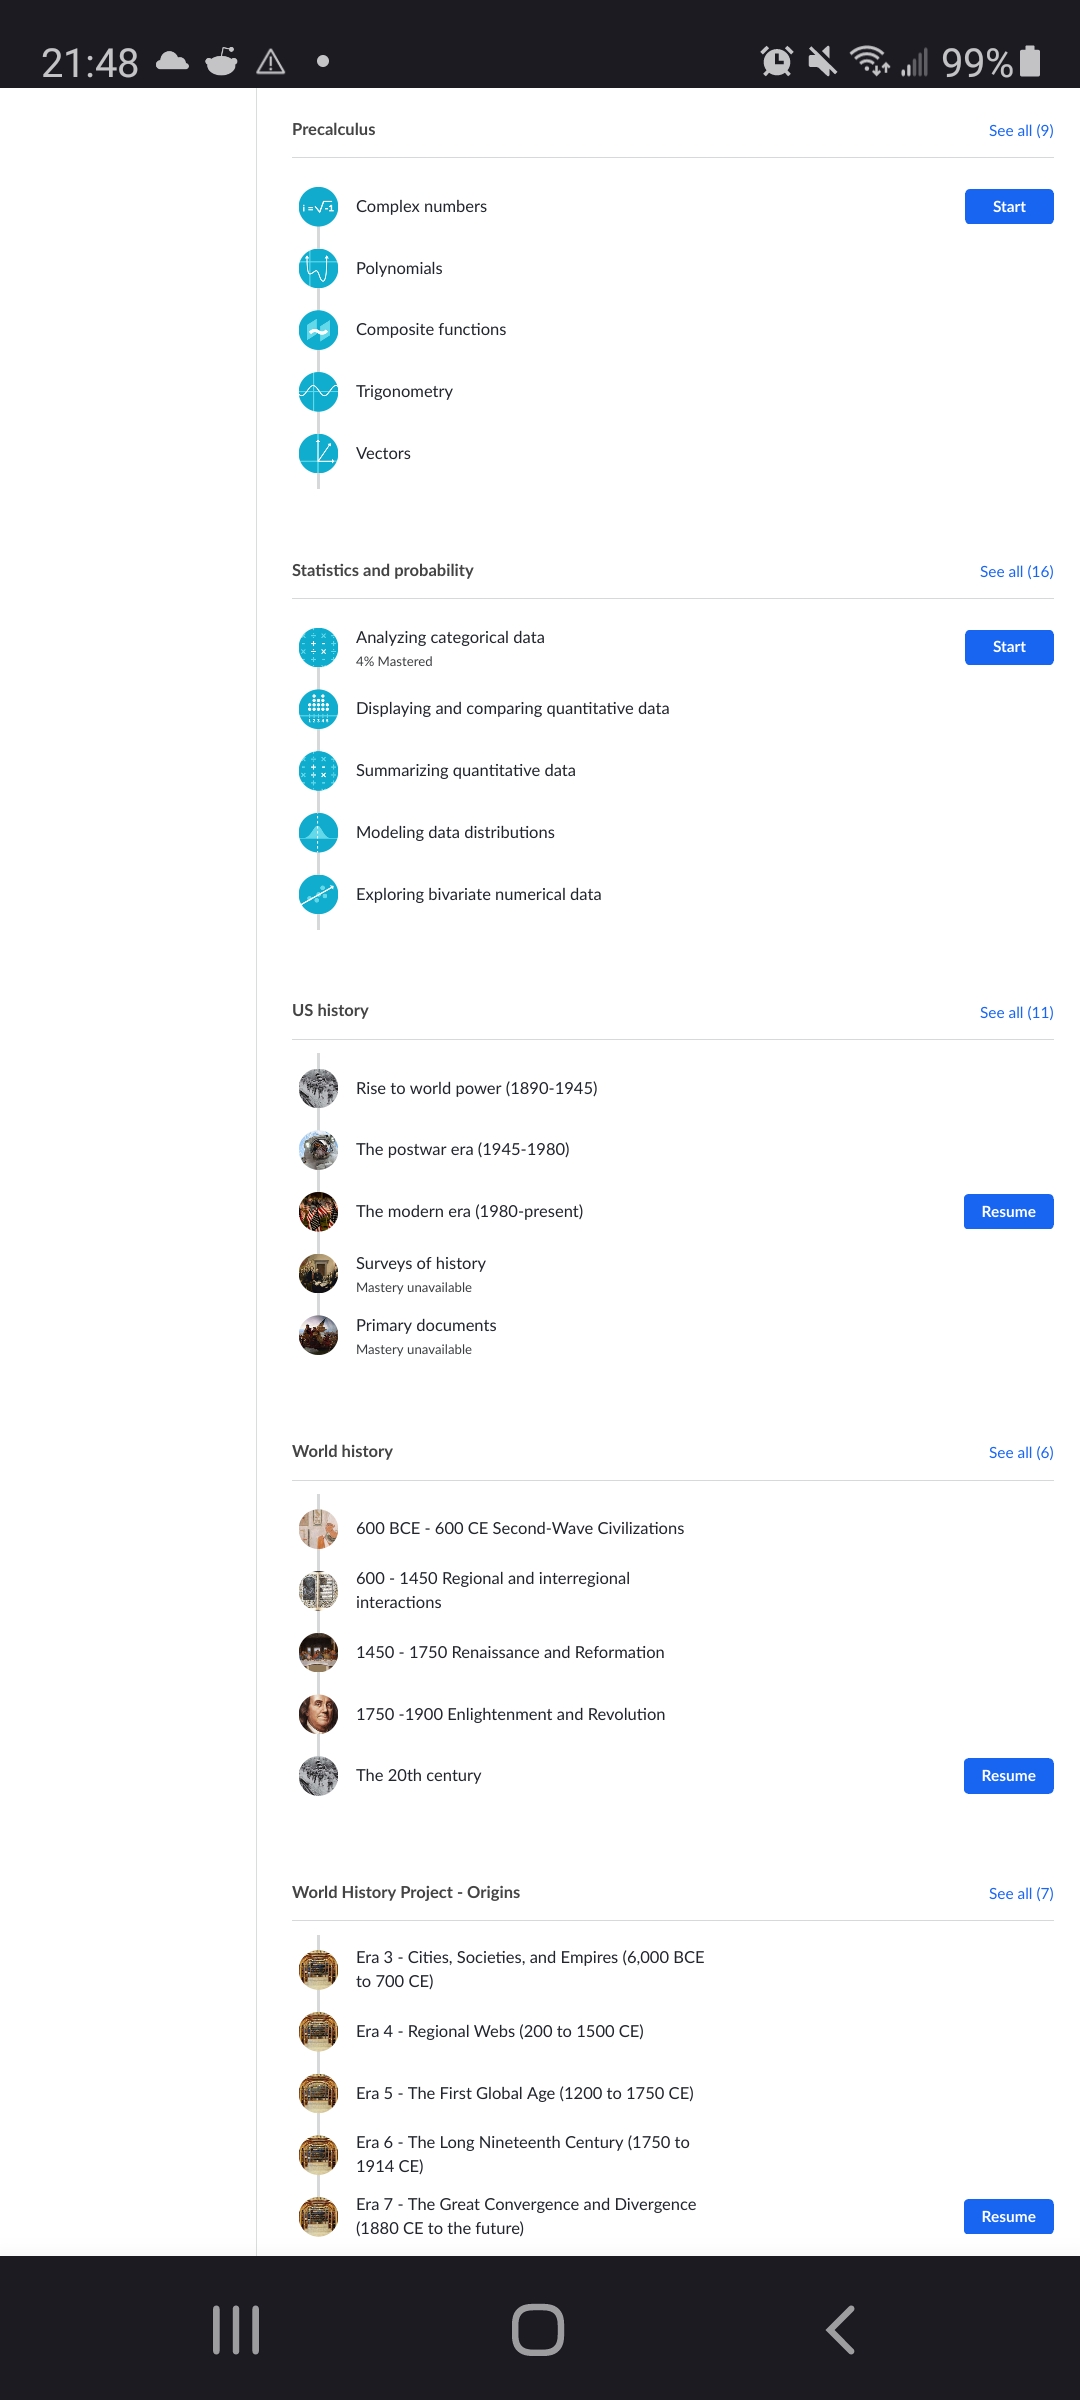 21:48
99%
Precalculus
See all (9)
i = √-1
Complex numbers
Start
Polynomials
Composite functions
Trigonometry
Vectors
Statistics and probability
See all (16)
Analyzing categorical data
4% Mastered
Start
Displaying and comparing quantitative data
Summarizing quantitative data
Modeling data distributions
Exploring bivariate numerical data
US history
See all (11)
Rise to world power (1890-1945)
The postwar era (1945-1980)
The modern era (1980-present)
Resume
Surveys of history
Mastery unavailable
Primary documents
Mastery unavailable
World history
See all (6)
600 BCE - 600 CE Second-Wave Civilizations
600 - 1450 Regional and interregional
interactions
1450 - 1750 Renaissance and Reformation
1750 -1900 Enlightenment and Revolution
The 20th century
Resume
World History Project - Origins
See all (7)
Era 3 - Cities, Societies, and Empires (6,000 BCE
to 700 CE)
Era 4 - Regional Webs (200 to 1500 CE)
Era 5 - The First Global Age (1200 to 1750 CE)
Era 6 - The Long Nineteenth Century (1750 to
1914 CE)
Era 7 - The Great Convergence and Divergence
(1880 CE to the future)
Resume